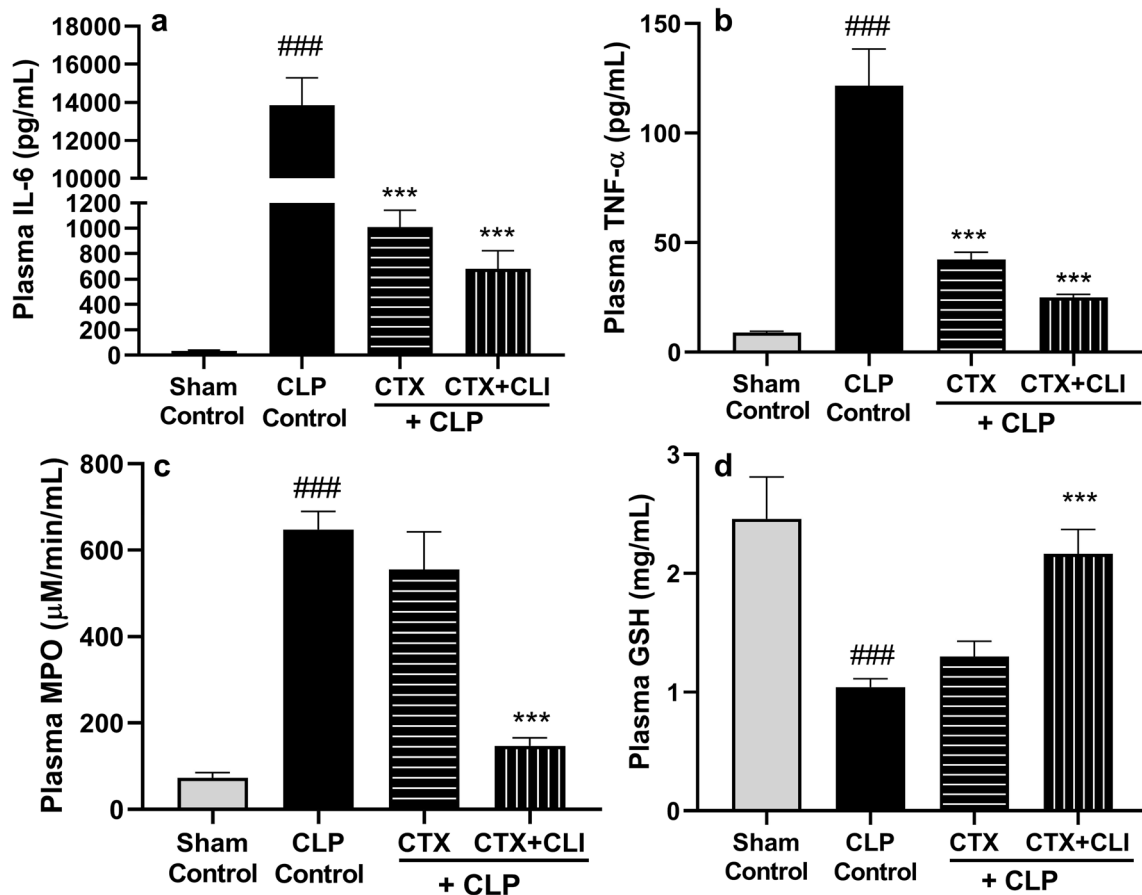 a
Plasma IL-6 (pg/mL)
18000
16000
14000
12000
10000
1200
1000
800
600
400
200
0
###
***
***
Sham
Control
CLP
Control
CTX
CTX+CLI
+ CLP
b
Plasma TNF-α (pg/mL)
150
100
50
0
###
***
***
Sham
Control
CLP
Control
CTX
CTX+CLI
+ CLP
c
Plasma MPO (μM/min/mL)
800
600
400
200
0
###
***
Sham
Control
CLP
Control
CTX
CTX+CLI
+ CLP
d
Plasma GSH (mg/mL)
3
2
1
0
###
***
Sham
Control
CLP
Control
CTX
CTX+CLI
+ CLP